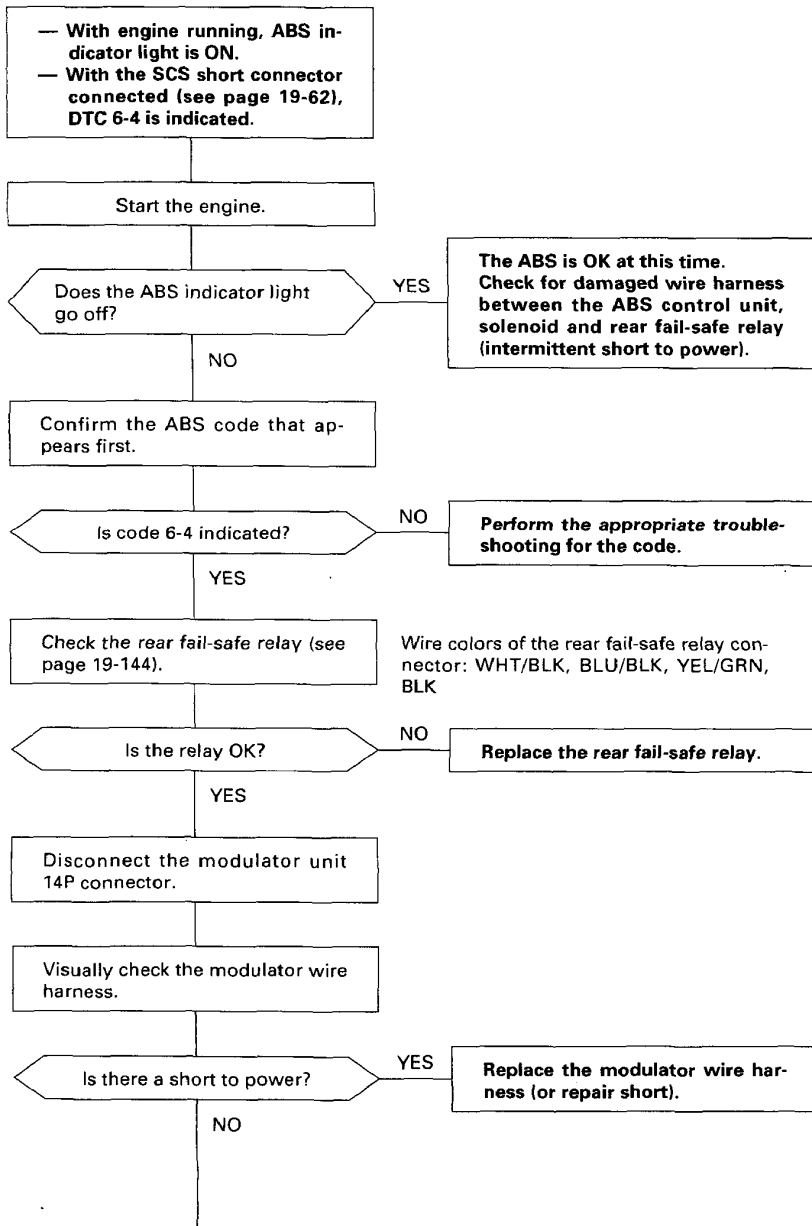 — With engine running, ABS in-
dicator light is ON.
— With the SCS short connector
connected (see page 19-62),
DTC 6-4 is indicated.
Start the engine.
Does the ABS indicator light
go off?
YES
The ABS is OK at this time.
Check for damaged wire harness
between the ABS control unit,
solenoid and rear fail-safe relay
(intermittent short to power).
NO
Confirm the ABS code that ap-
pears first.
Is code 6-4 indicated?
NO
Perform the appropriate trouble-
shooting for the code.
YES
Check the rear fail-safe relay (see
page 19-144).
Wire colors of the rear fail-safe relay con-
nector: WHT/BLK, BLU/BLK, YEL/GRN,
BLK
Is the relay OK?
NO
Replace the rear fail-safe relay.
YES
Disconnect the modulator unit
14P connector.
Visually check the modulator wire
harness.
Is there a short to power?
YES
Replace the modulator wire har-
ness (or repair short).
NO